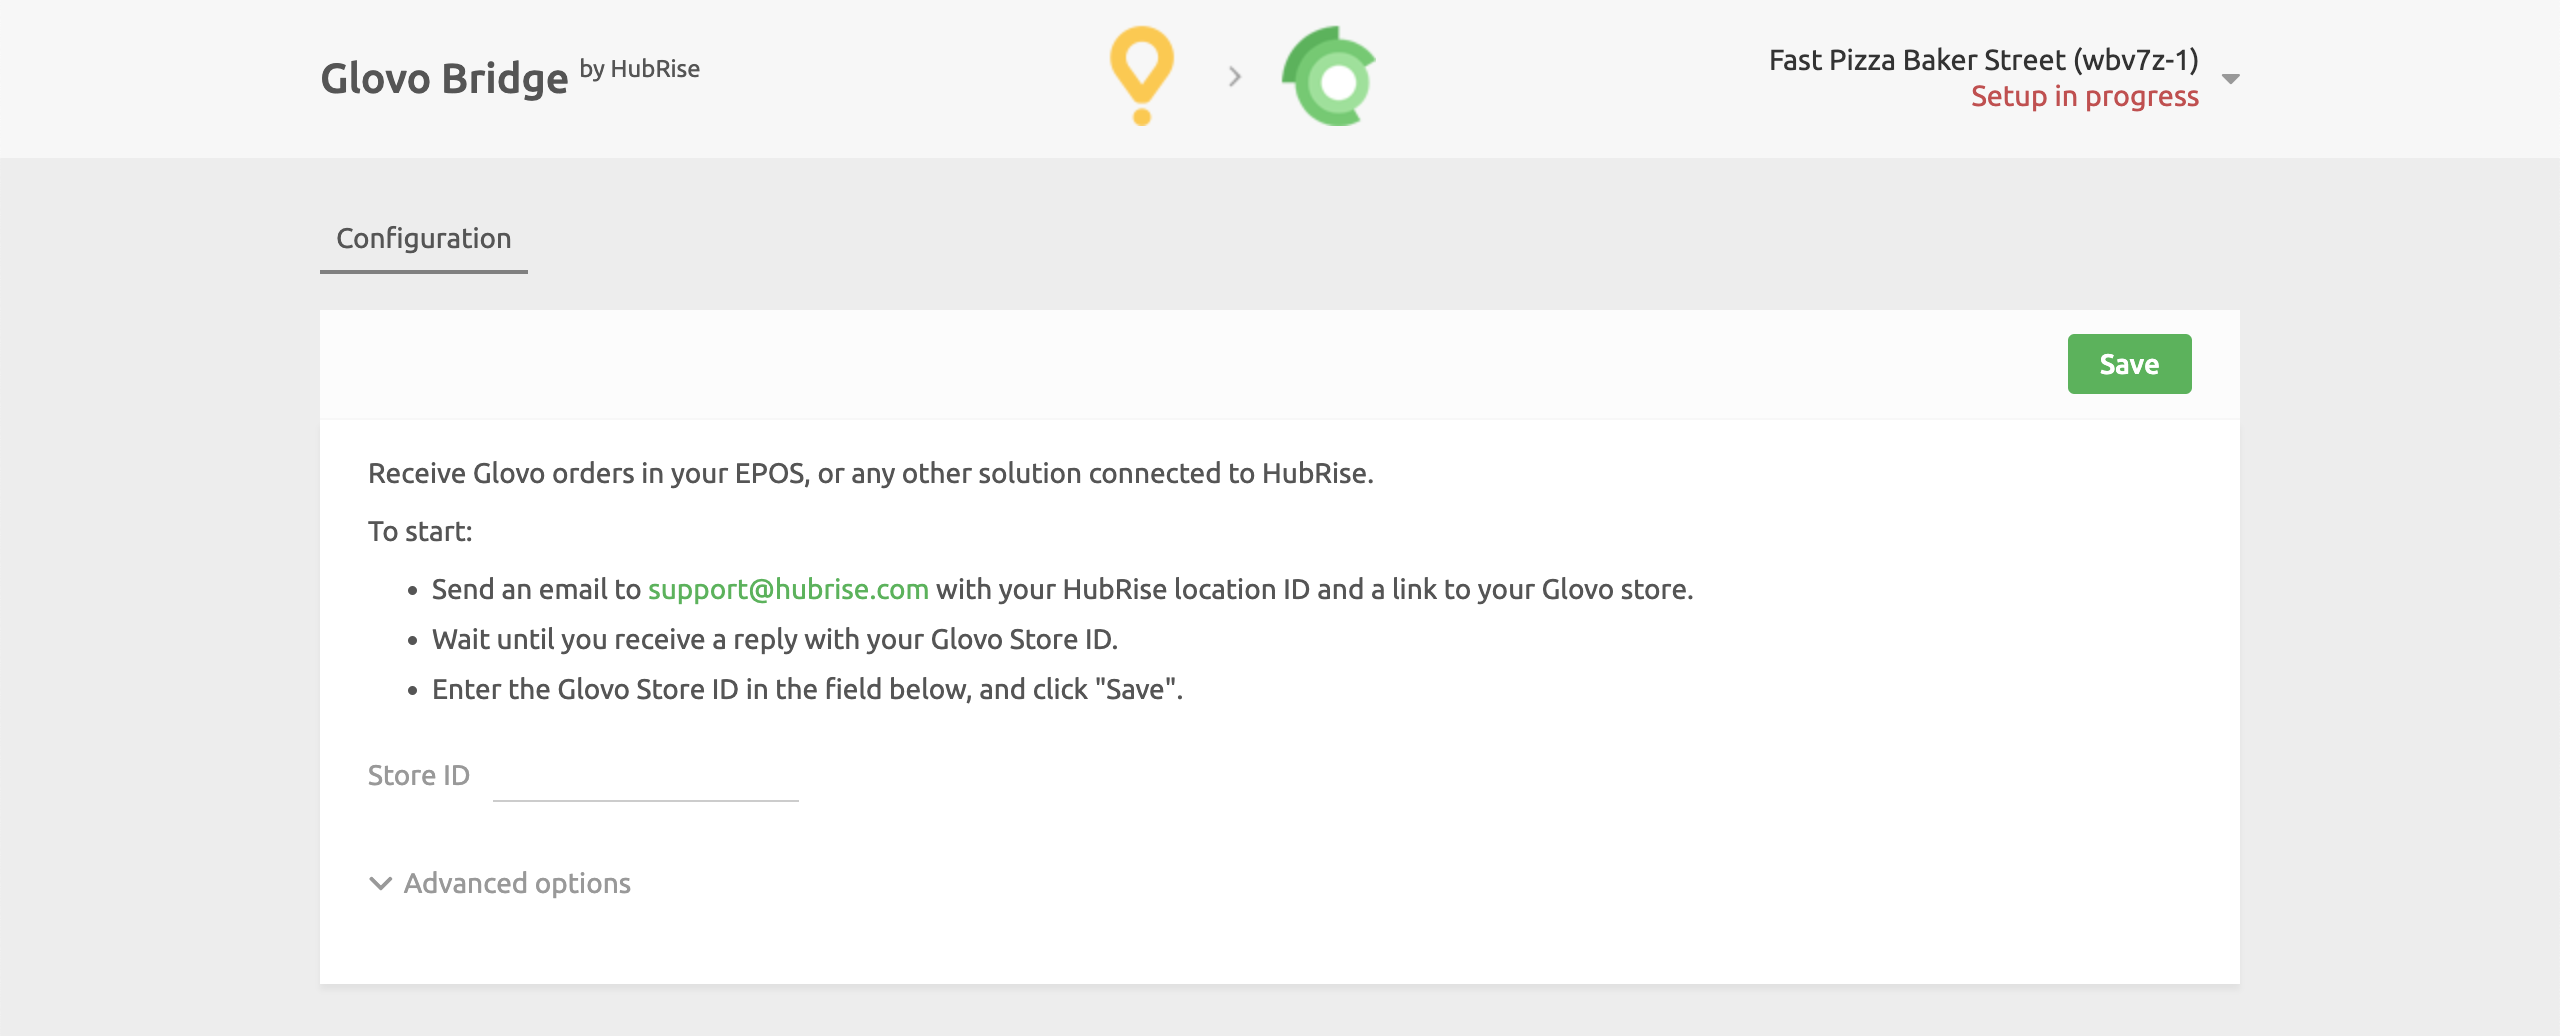 Glovo Bridge by HubRise
Fast Pizza Baker Street (wbv7z-1)
Setup in progress
Configuration
Save
Receive Glovo orders in your EPOS, or any other solution connected to HubRise.
To start:
• Send an email to support@hubrise.com with your HubRise location ID and a link to your Glovo store.
• Wait until you receive a reply with your Glovo Store ID.
• Enter the Glovo Store ID in the field below, and click "Save".
Store ID
Advanced options